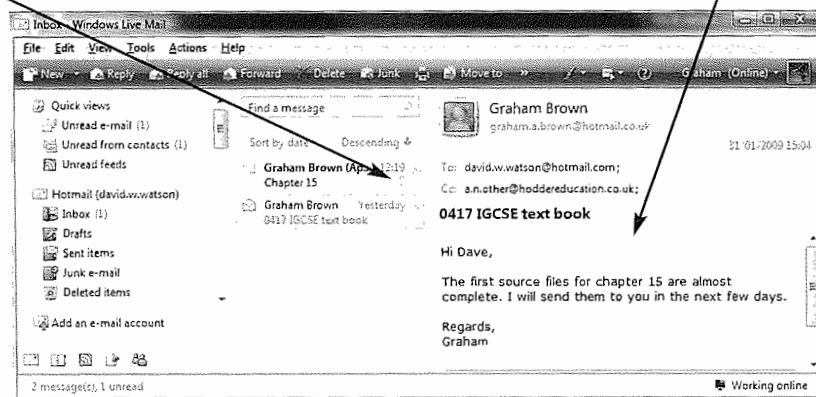 Inbox - Windows Live Mail
File Edit View Tools Actions Help
New Reply Reply all Forward Delete Junk Move to » Graham (Online)
Quick views
Unread e-mail (1)
Unread from contacts (1)
Unread feeds
Hotmail (david.w.watson)
Inbox (1)
Drafts
Sent items
Junk e-mail
Deleted items
Add an e-mail account
Find a message
Sort by date Descending
Graham Brown (Ap... 12:19
Chapter 15
Graham Brown Yesterday
0417 IGCSE text book
Graham Brown
graham.a.brown@hotmail.co.uk
31/01/2009 15:04
To: david.w.watson@hotmail.com;
Cc: a.n.other@hoddereducation.co.uk;
0417 IGCSE text book
Hi Dave,
The first source files for chapter 15 are almost
complete. I will send them to you in the next few days.
Regards,
Graham
2 message(s), 1 unread
Working online